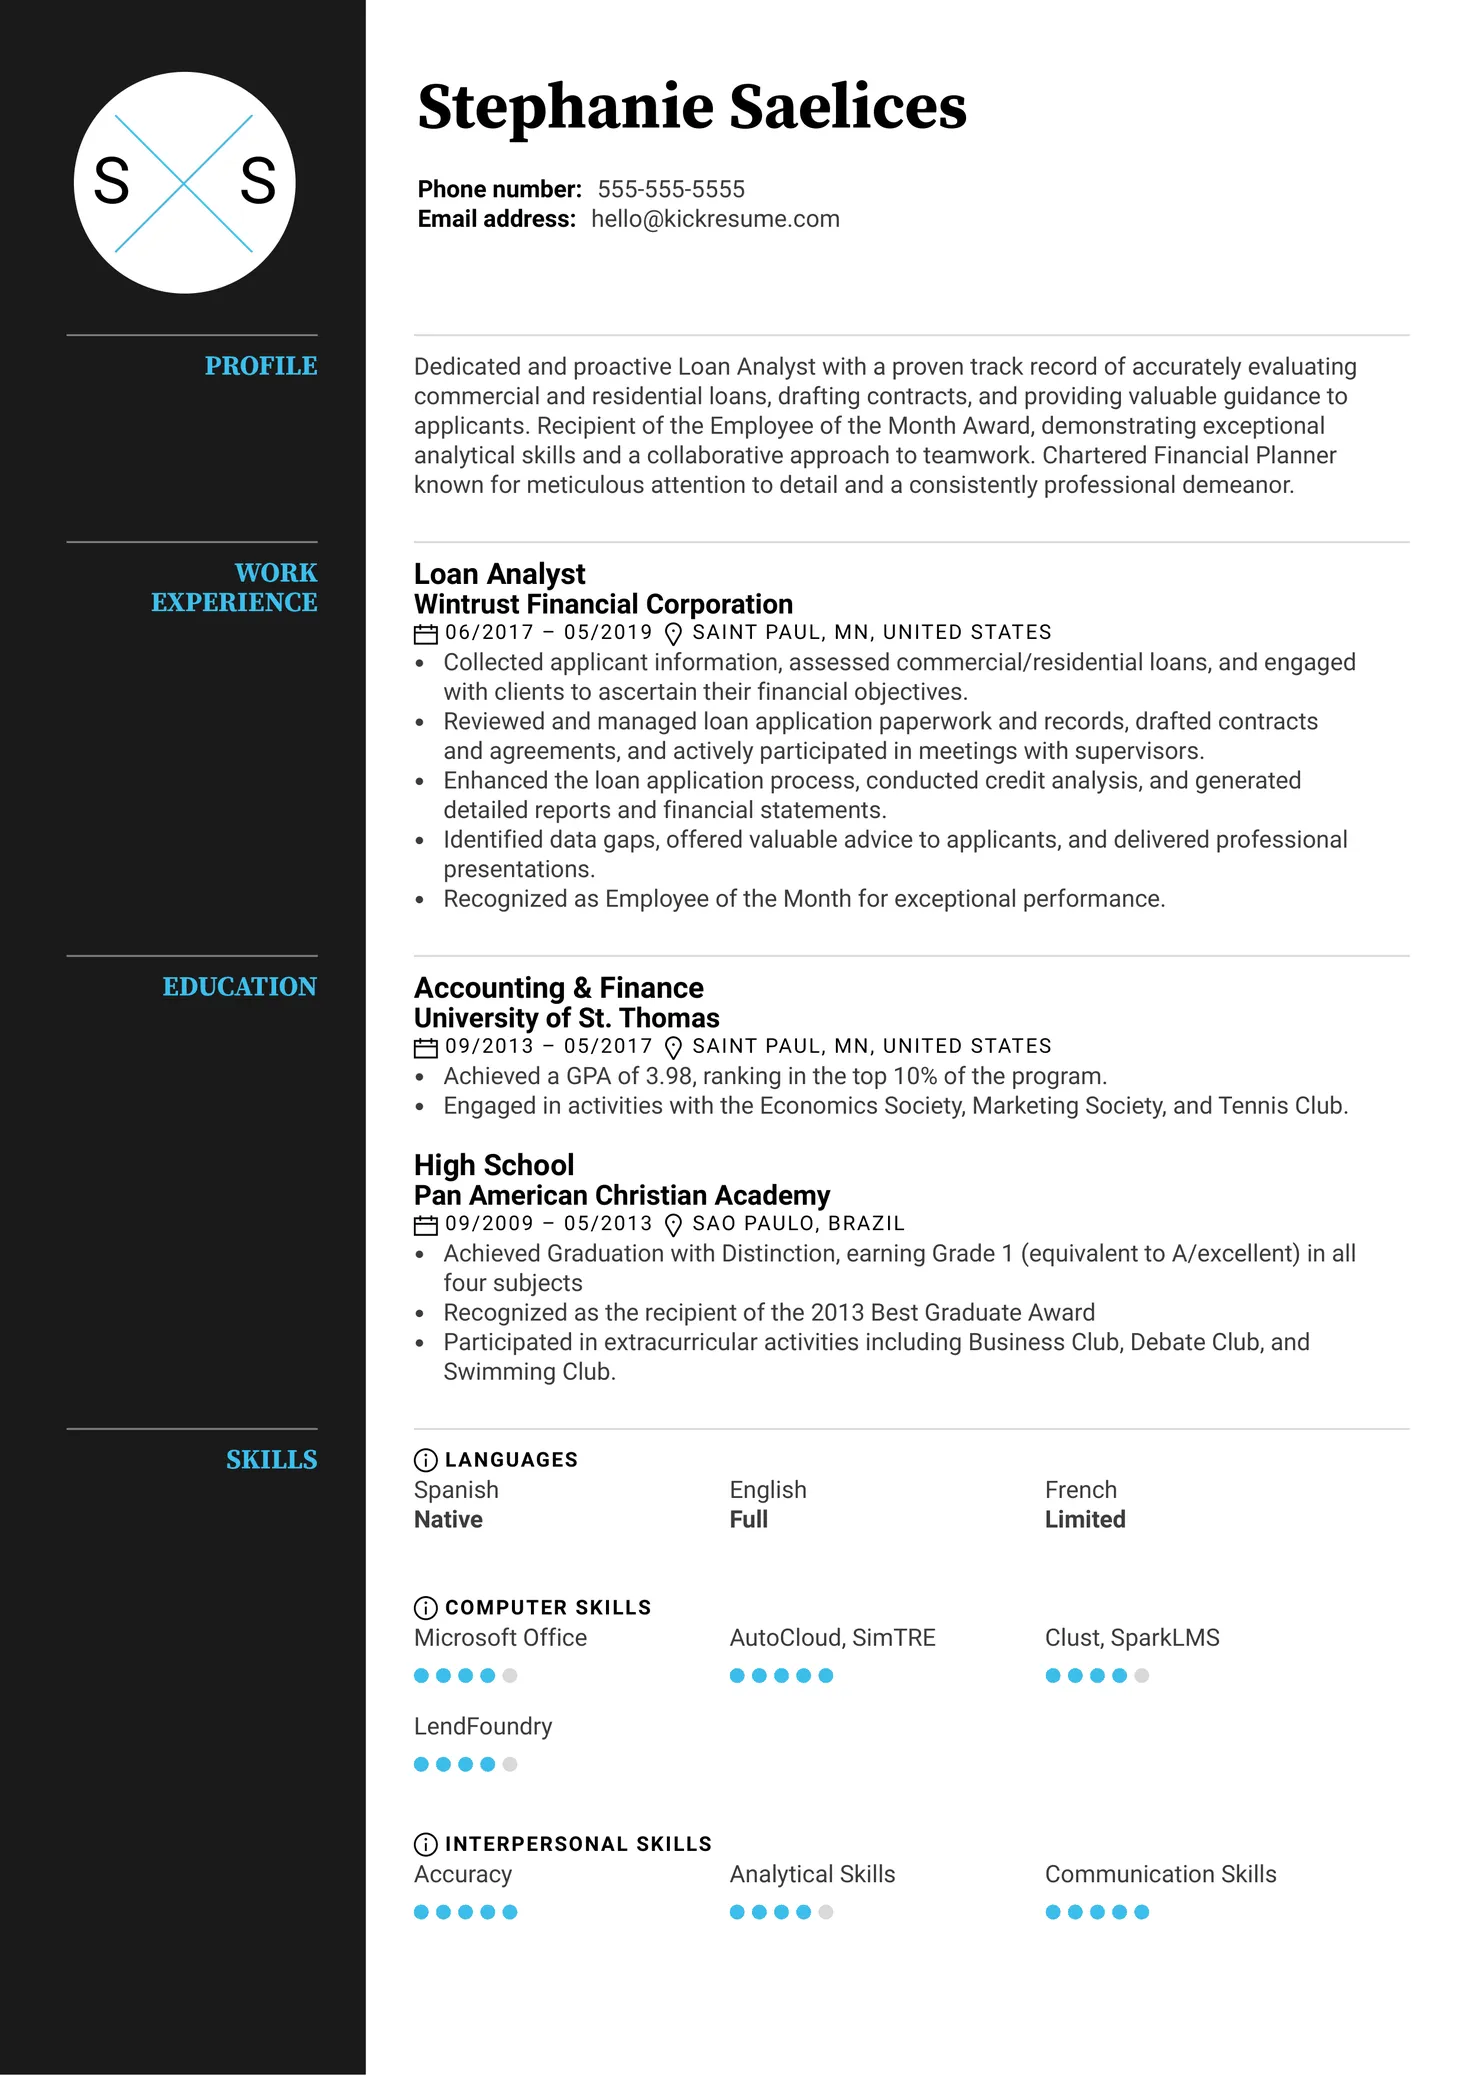 S S
Stephanie Saelices
Phone number: 555-555-5555
Email address: hello@kickresume.com
PROFILE
Dedicated and proactive Loan Analyst with a proven track record of accurately evaluating
commercial and residential loans, drafting contracts, and providing valuable guidance to
applicants. Recipient of the Employee of the Month Award, demonstrating exceptional
analytical skills and a collaborative approach to teamwork. Chartered Financial Planner
known for meticulous attention to detail and a consistently professional demeanor.
WORK
EXPERIENCE
Loan Analyst
Wintrust Financial Corporation
06/2017 – 05/2019 SAINT PAUL, MN, UNITED STATES
• Collected applicant information, assessed commercial/residential loans, and engaged
with clients to ascertain their financial objectives.
• Reviewed and managed loan application paperwork and records, drafted contracts
and agreements, and actively participated in meetings with supervisors.
• Enhanced the loan application process, conducted credit analysis, and generated
detailed reports and financial statements.
• Identified data gaps, offered valuable advice to applicants, and delivered professional
presentations.
• Recognized as Employee of the Month for exceptional performance.
EDUCATION
Accounting & Finance
University of St. Thomas
09/2013 – 05/2017 SAINT PAUL, MN, UNITED STATES
• Achieved a GPA of 3.98, ranking in the top 10% of the program.
• Engaged in activities with the Economics Society, Marketing Society, and Tennis Club.
High School
Pan American Christian Academy
09/2009 – 05/2013 SAO PAULO, BRAZIL
• Achieved Graduation with Distinction, earning Grade 1 (equivalent to A/excellent) in all
four subjects
• Recognized as the recipient of the 2013 Best Graduate Award
• Participated in extracurricular activities including Business Club, Debate Club, and
Swimming Club.
SKILLS
LANGUAGES
Spanish English French
Native Full Limited
COMPUTER SKILLS
Microsoft Office AutoCloud, SimTRE Clust, SparkLMS
LendFoundry
INTERPERSONAL SKILLS
Accuracy Analytical Skills Communication Skills